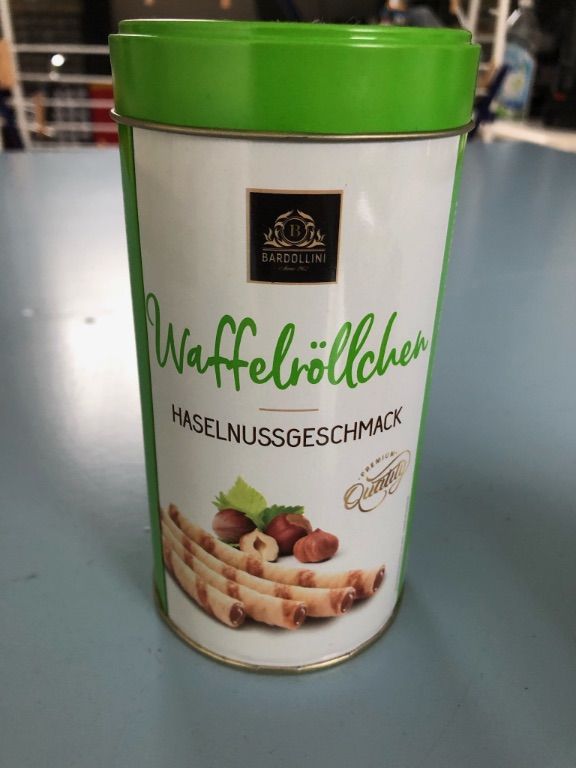 B
BARDOLLINI
Waffelröllchen
HASELNUSSGESCHMACK
PREMIUM
Quality